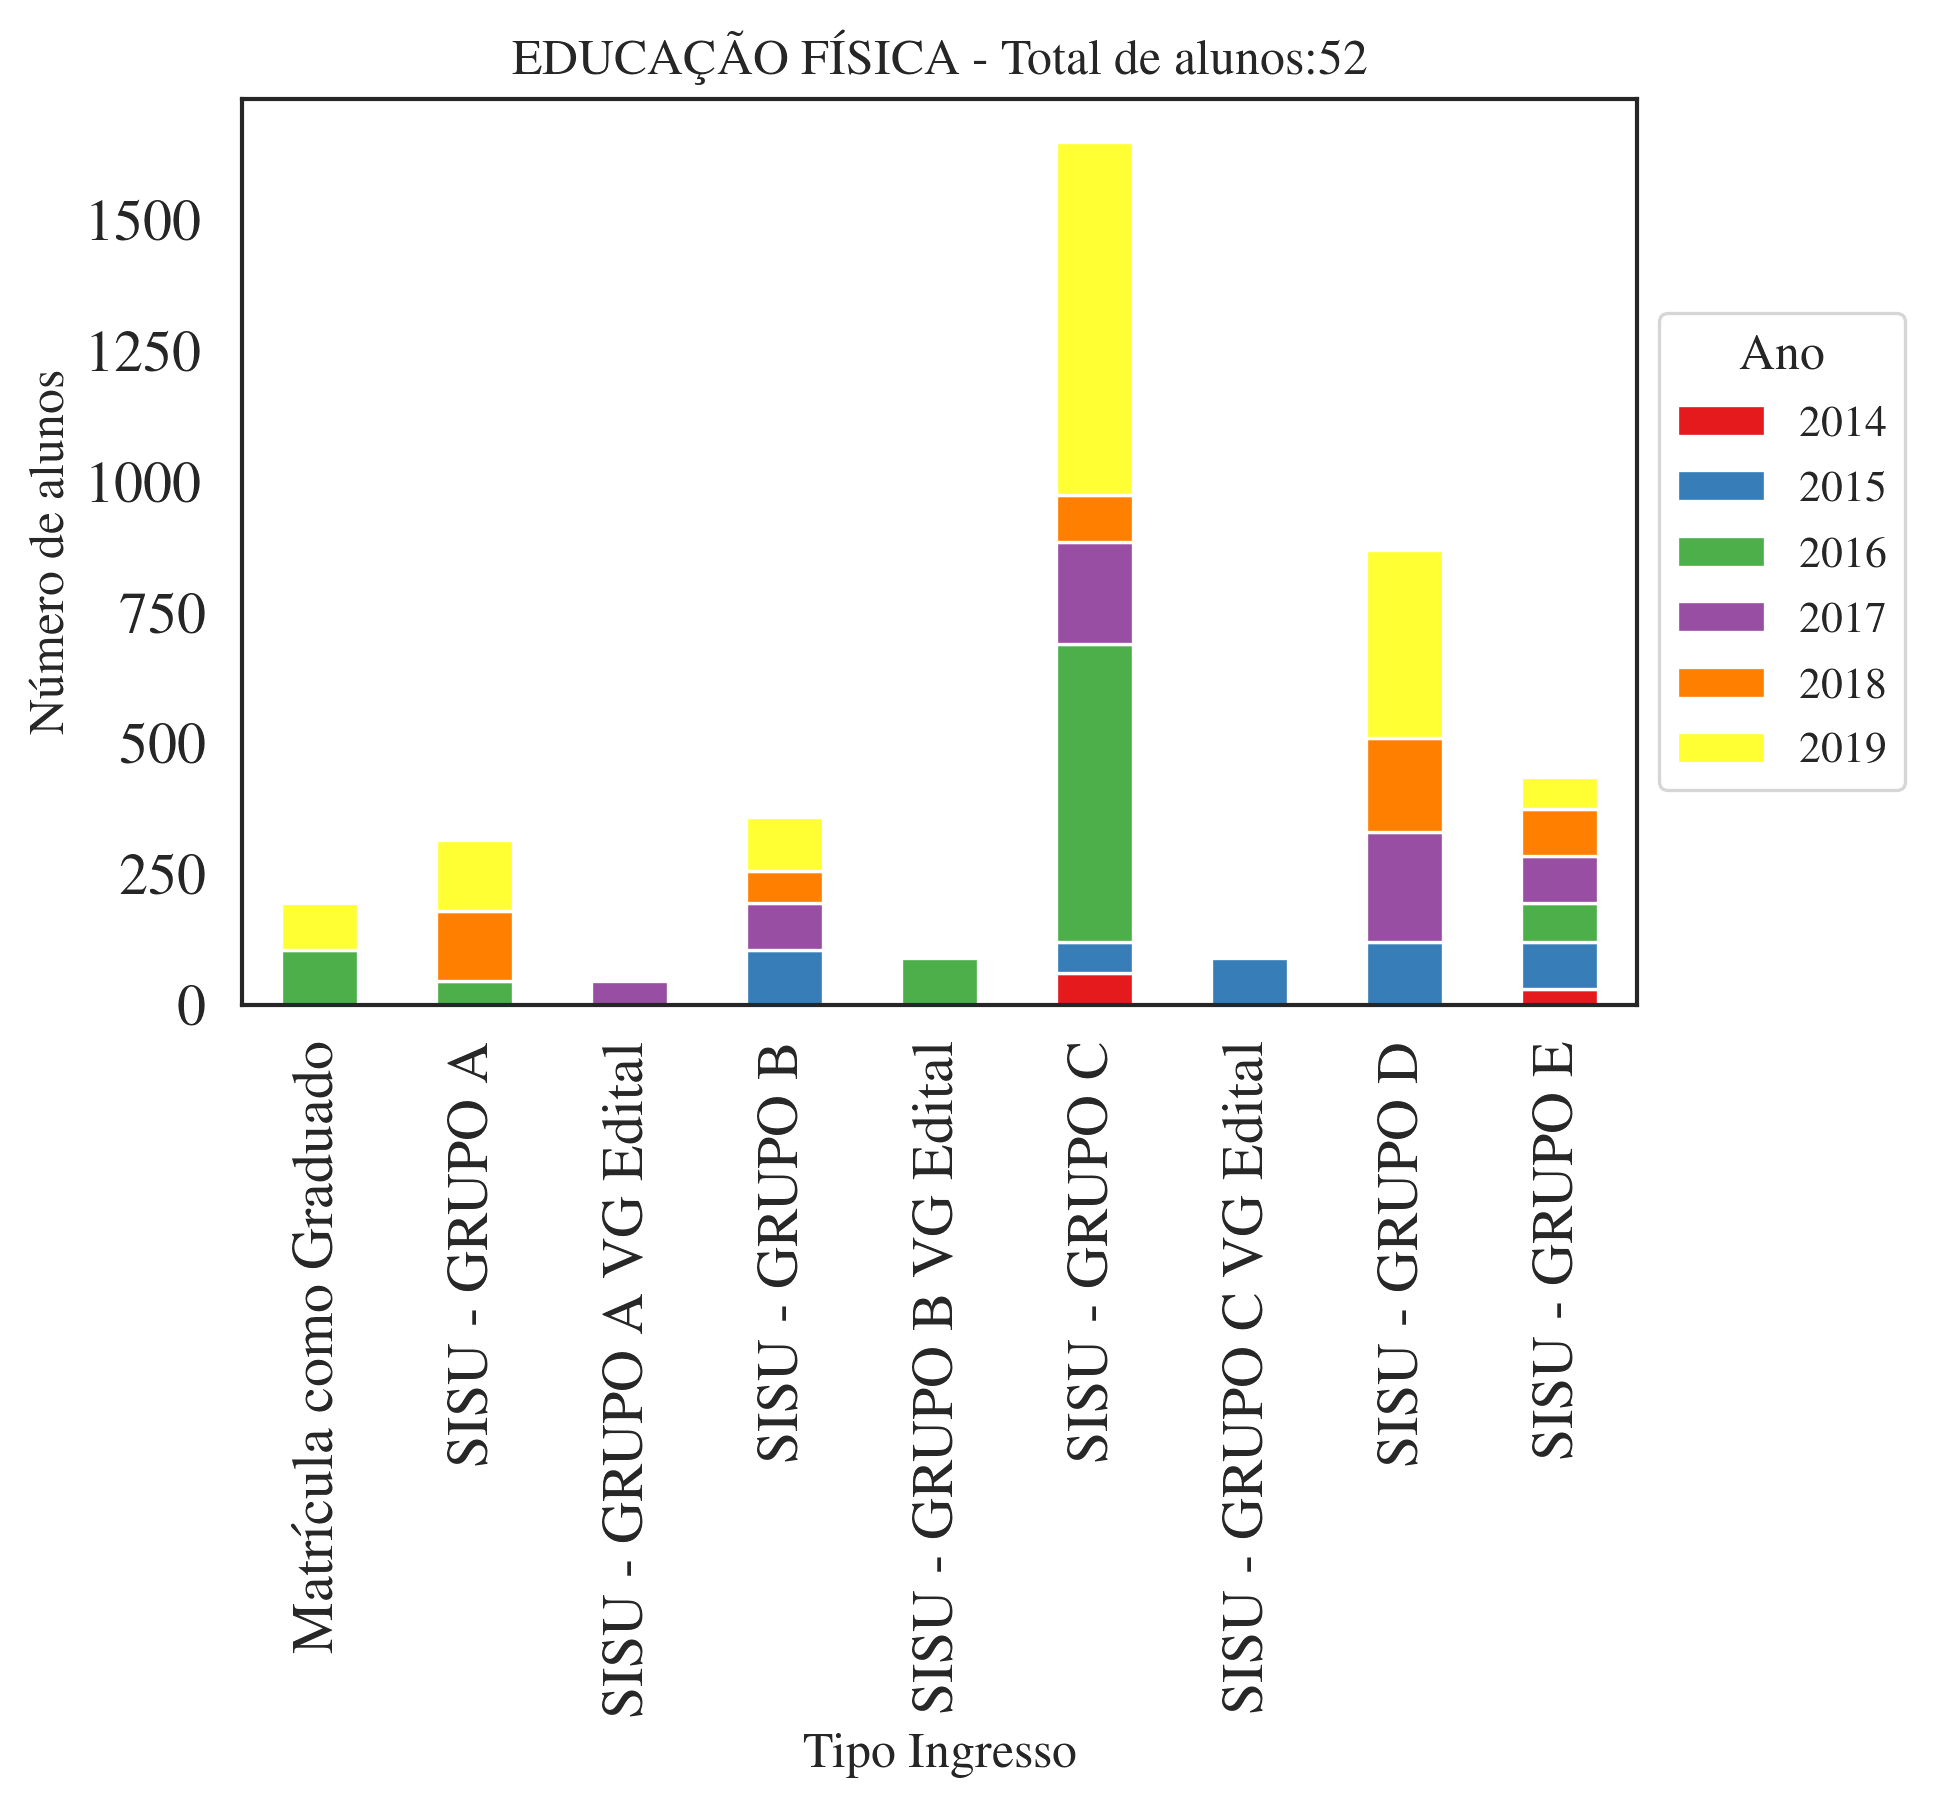 EDUCAÇÃO FÍSICA - Total de alunos:52
Número de alunos
1500
1250
1000
750
500
250
0
Ano
2014
2015
2016
2017
2018
2019
Matrícula como Graduado
SISU - GRUPO A
SISU - GRUPO A VG Edital
SISU - GRUPO B
SISU - GRUPO B VG Edital
SISU - GRUPO C
SISU - GRUPO C VG Edital
SISU - GRUPO D
SISU - GRUPO E
Tipo Ingresso